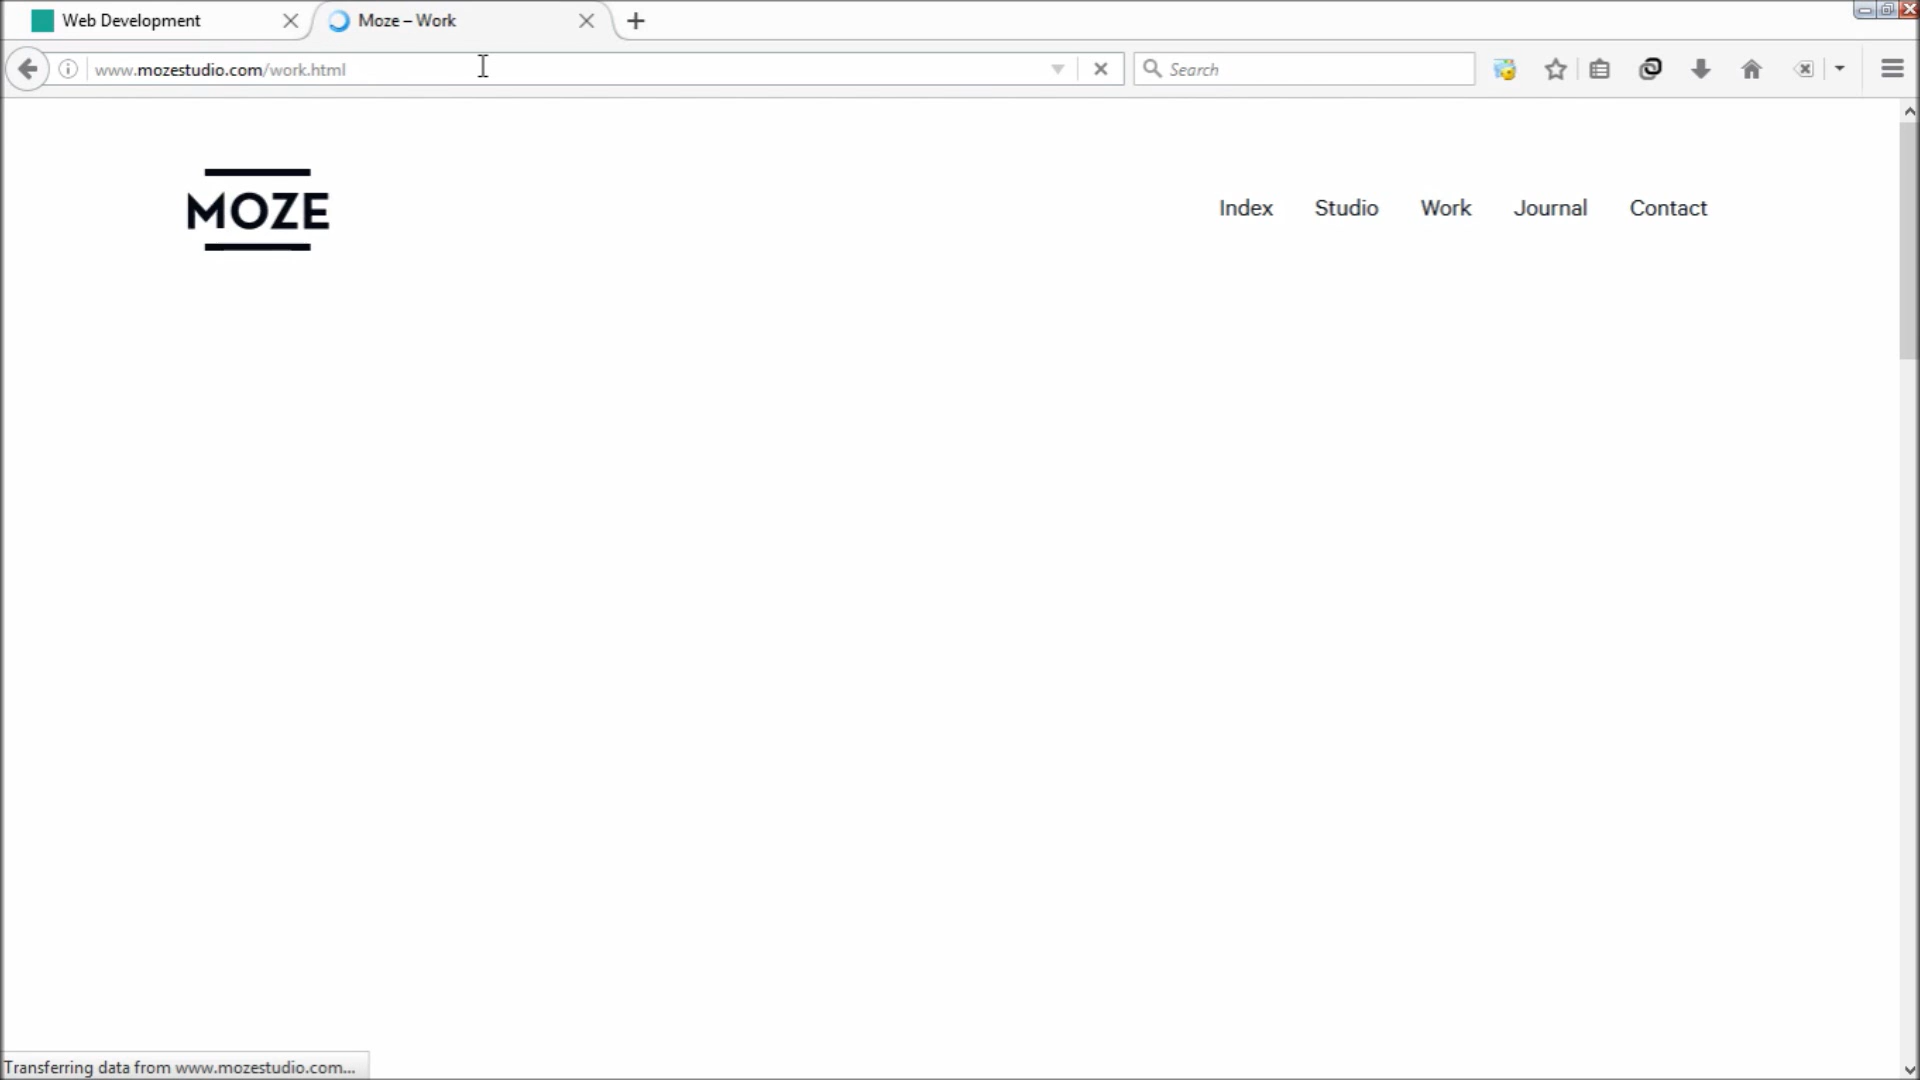 Web Development
Moze – Work
www.mozestudio.com/work.html
Search
MOZE
Index
Studio
Work
Journal
Contact
Transferring data from www.mozestudio.com...